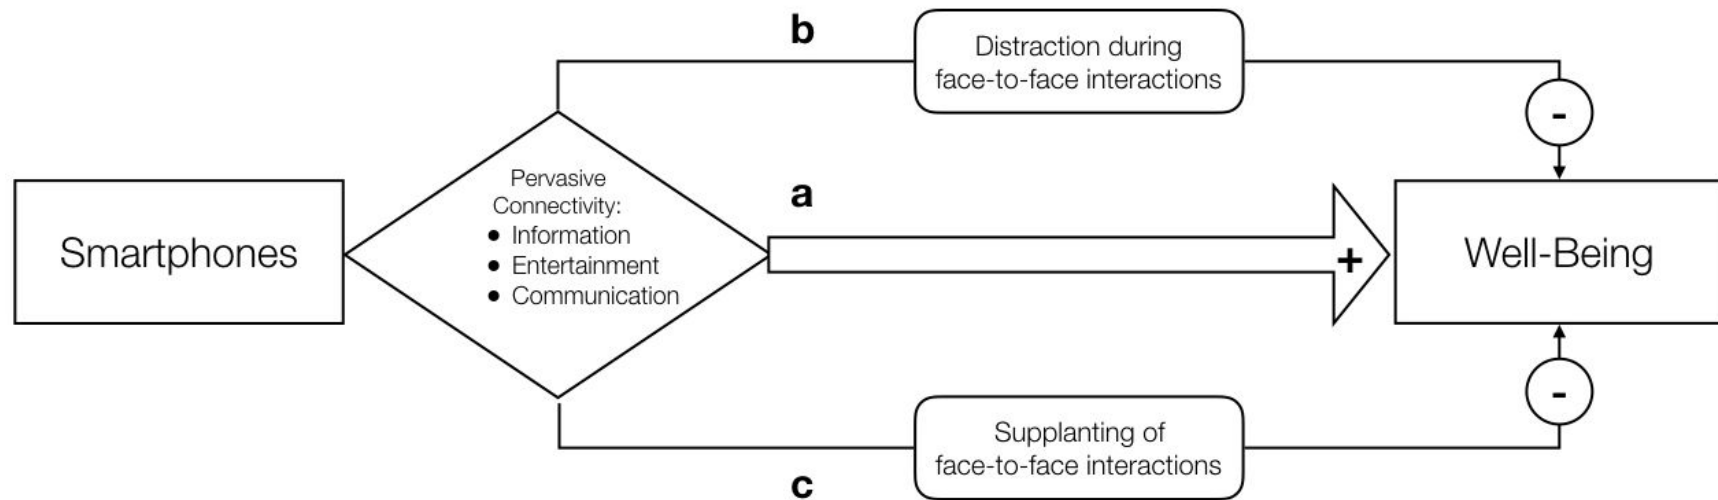 b
Distraction during
face-to-face interactions
-
a
Pervasive
Connectivity:
● Information
● Entertainment
● Communication
Smartphones
+
Well-Being
-
Supplanting of
face-to-face interactions
c